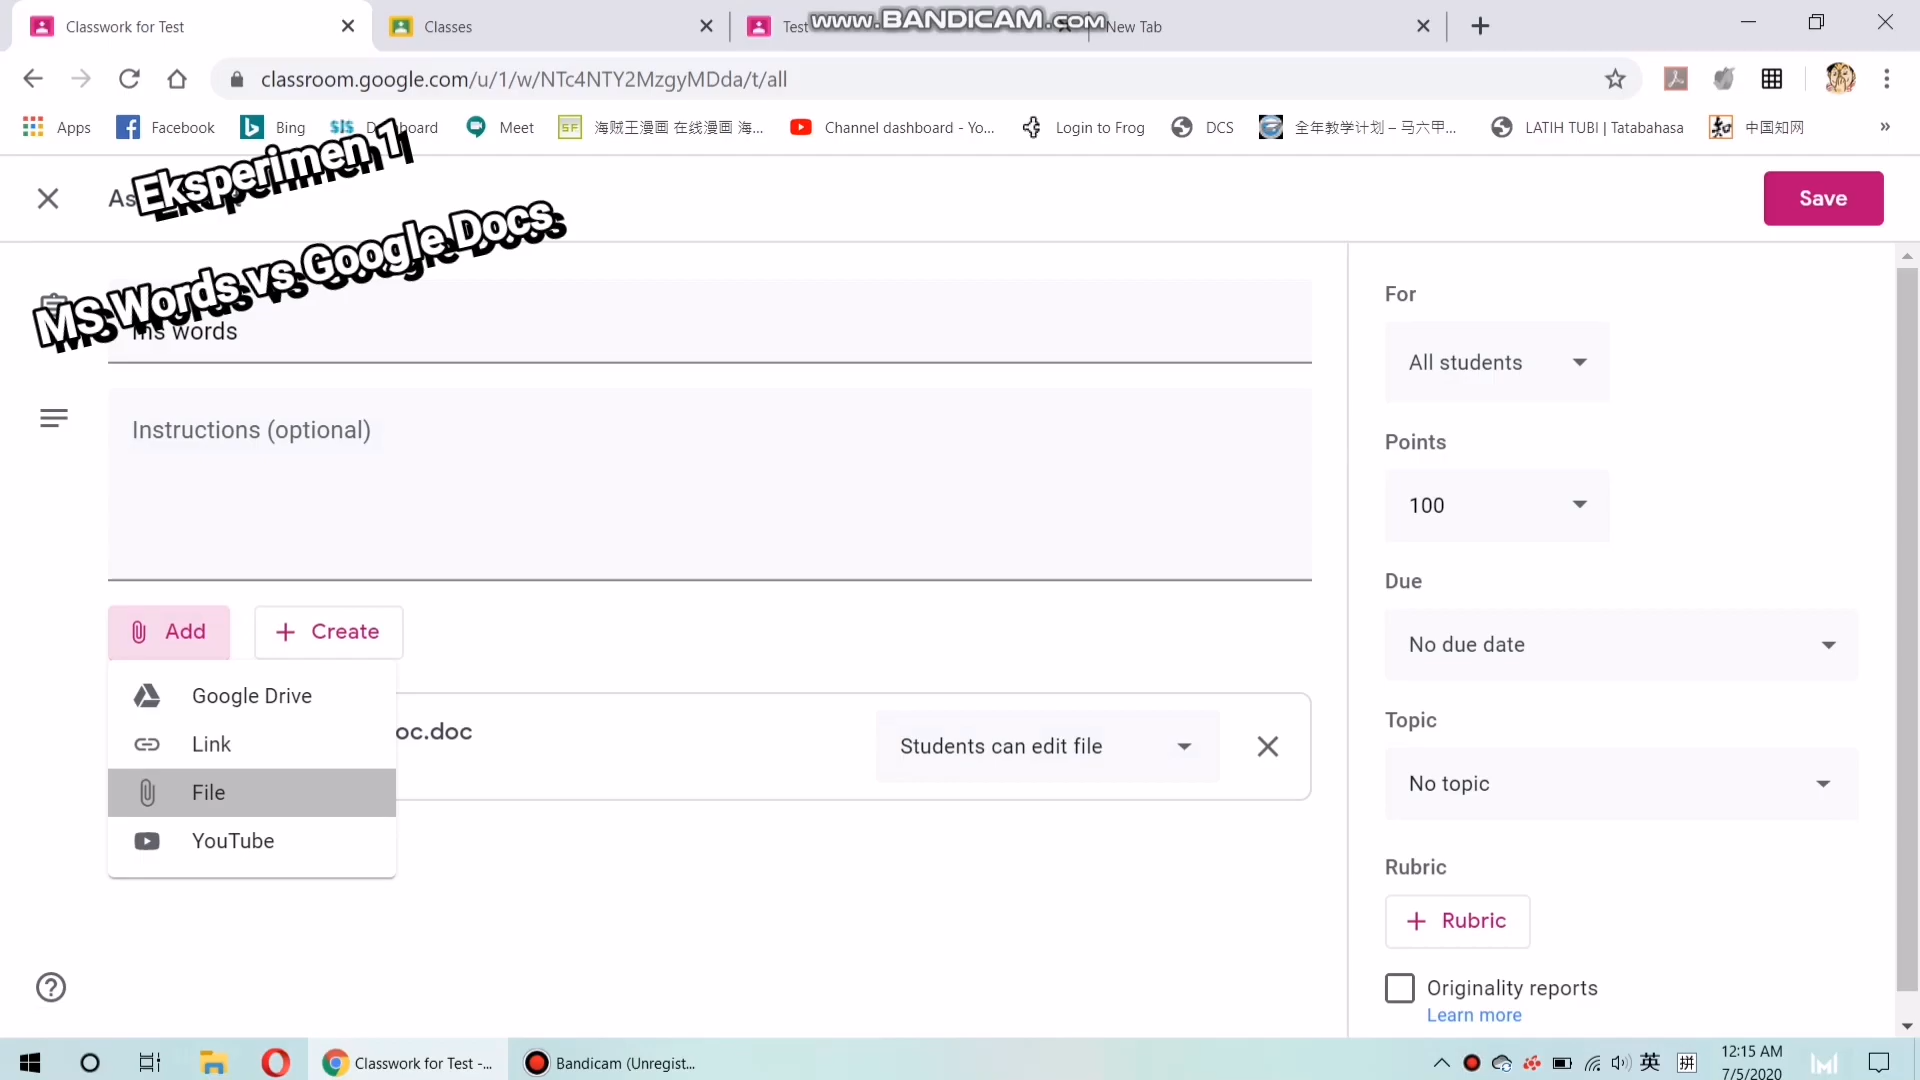 Classwork for Test
Classes
Test
www.BANDICAM.com
New Tab
classroom.google.com/u/1/w/NTc4NTY2MzgyMDda/t/all
Apps
Facebook
Bing
Meet
海贼王漫画 在线漫画 海...
Channel dashboard - Yo...
Login to Frog
DCS
全年教学计划 – 马六甲...
LATIH TUBI | Tatabahasa
中国知网
»
Eksperimen 1
MS Words vs Google Docs
Save
ms words
Instructions (optional)
Add
Create
Google Drive
Link
File
YouTube
oc.doc
Students can edit file
For
All students
Points
100
Due
No due date
Topic
No topic
Rubric
Rubric
Originality reports
Learn more
Classwork for Test -...
Bandicam (Unregist...
英
拼
12:15 AM
7/5/2020